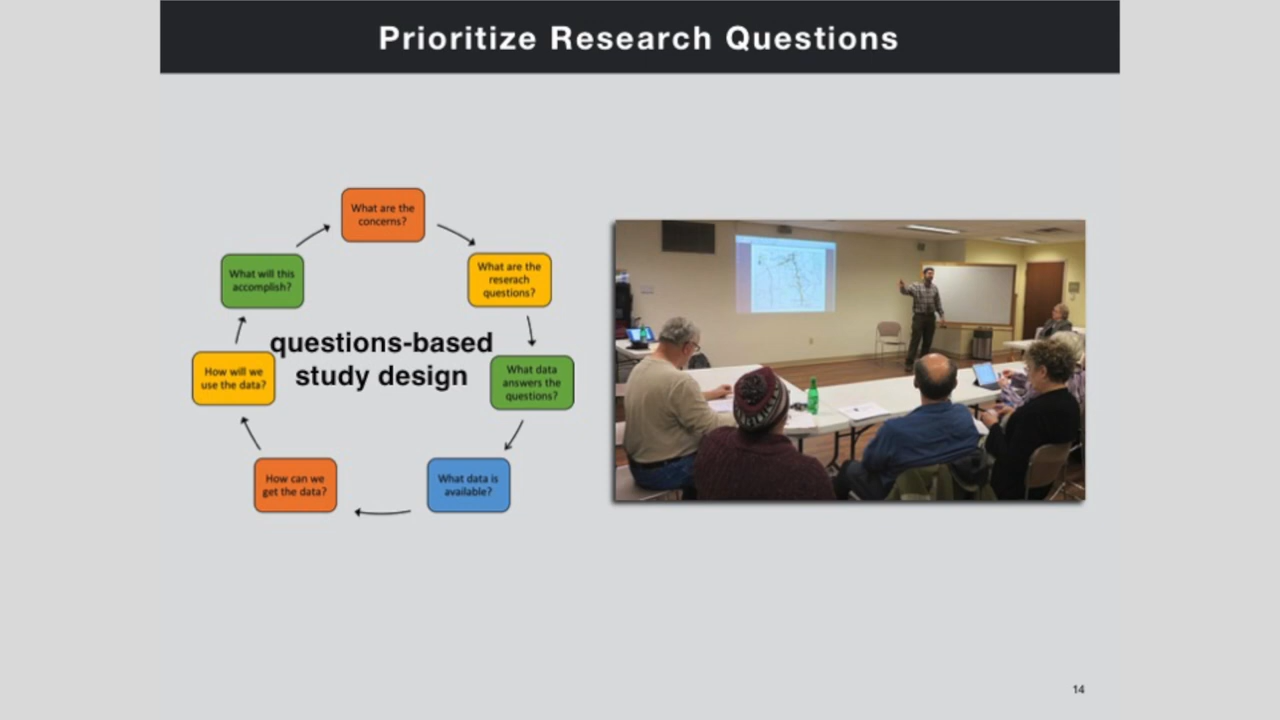 Prioritize Research Questions
What are the
concerns?
What are the
reserach
questions?
What data
answers the
questions?
What data is
available?
How can we
get the data?
How will we
use the data?
What will this
accomplish?
questions-based
study design
14